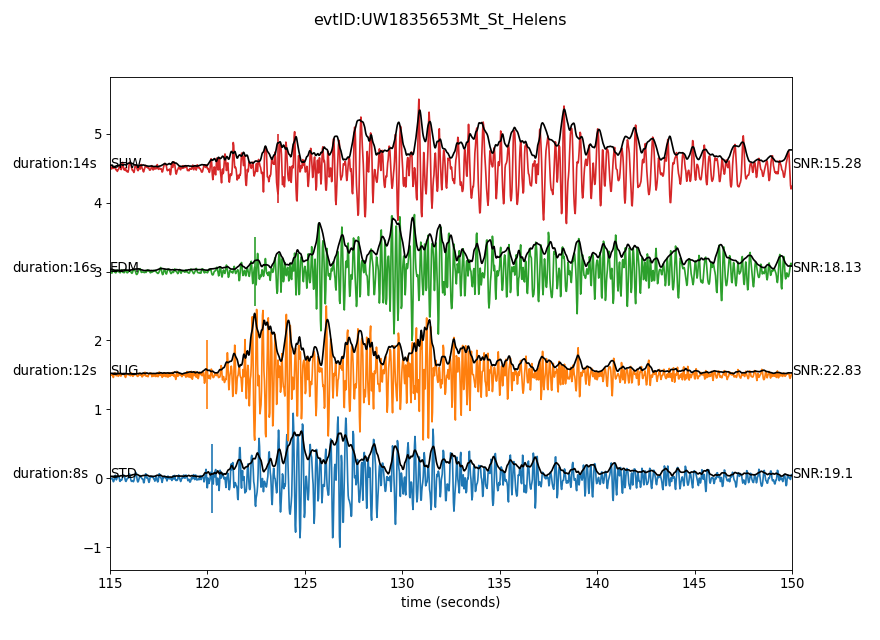 evtID:UW1835653Mt_St_Helens
5
duration:14s SHW SNR:15.28
4
duration:16s EDM SNR:18.13
3
2
duration:12s SUG SNR:22.83
1
duration:8s STD SNR:19.1
0
−1
115 120 125 130 135 140 145 150
time (seconds)